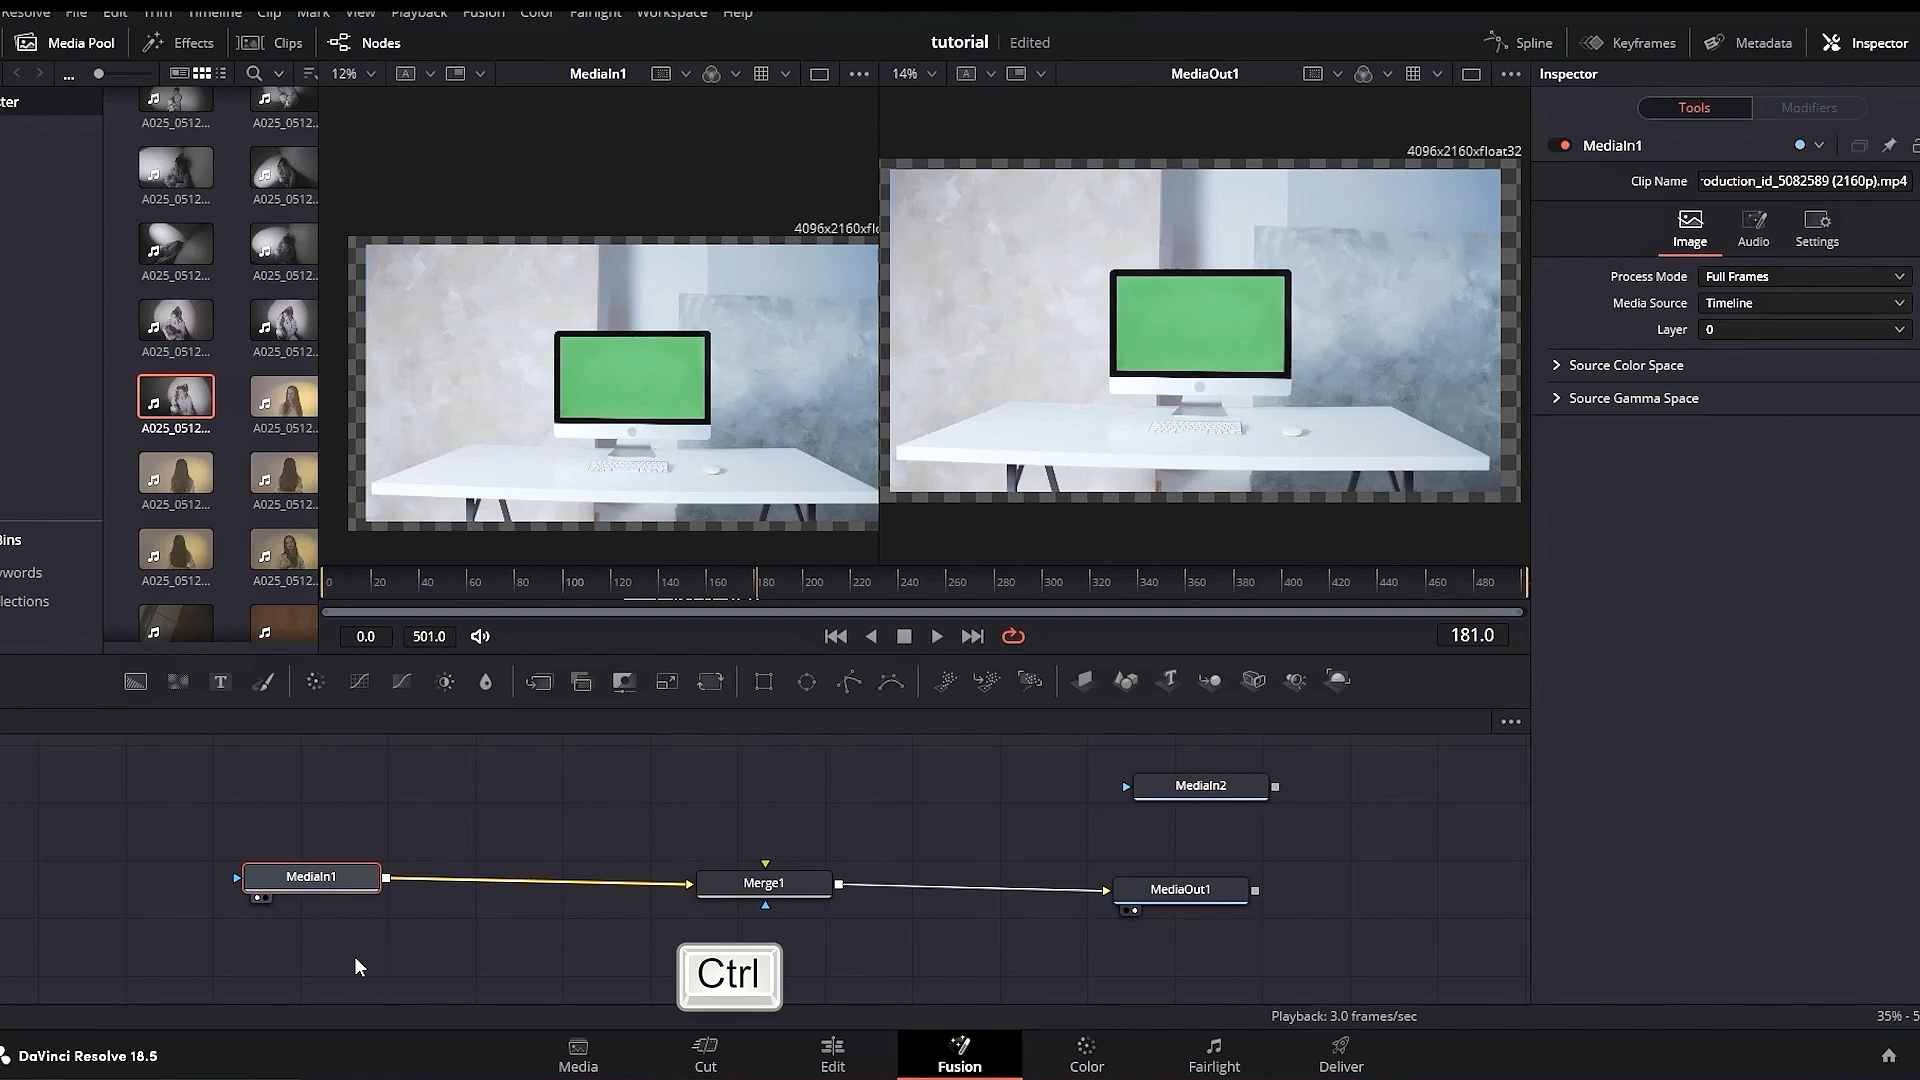 Resolve File Edit Trim Timeline Clip Mark View Playback Fusion Color Fairlight Workspace Help
Media Pool Effects Clips Nodes tutorial Edited Spline Keyframes Metadata Inspector
... 12% A MediaIn1 ... 14% A MediaOut1 ... Inspector
ster
Tools Modifiers
A025_0512... A025_0512..
4096x2160xfloat32
MediaIn1
Clip Name roduction_id_5082589 (2160p).mp4
A025_0512... A025_0512..
4096x2160xflo
Image Audio Settings
A025_0512... A025_0512..
Process Mode Full Frames
Media Source Timeline
Layer 0
A025_0512... A025_0512..
Source Color Space
Source Gamma Space
A025_0512... A025_0512..
A025_0512... A025_0512..
Bins
ywords
A025_0512... A025_0512..
lections
0 20 40 60 80 100 120 140 160 180 200 220 240 260 280 300 320 340 360 380 400 420 440 460 480
0.0 501.0 181.0
T T
...
MediaIn2
MediaIn1 Merge1 MediaOut1
Ctrl
Playback: 3.0 frames/sec 35% - 5
DaVinci Resolve 18.5 Media Cut Edit Fusion Color Fairlight Deliver